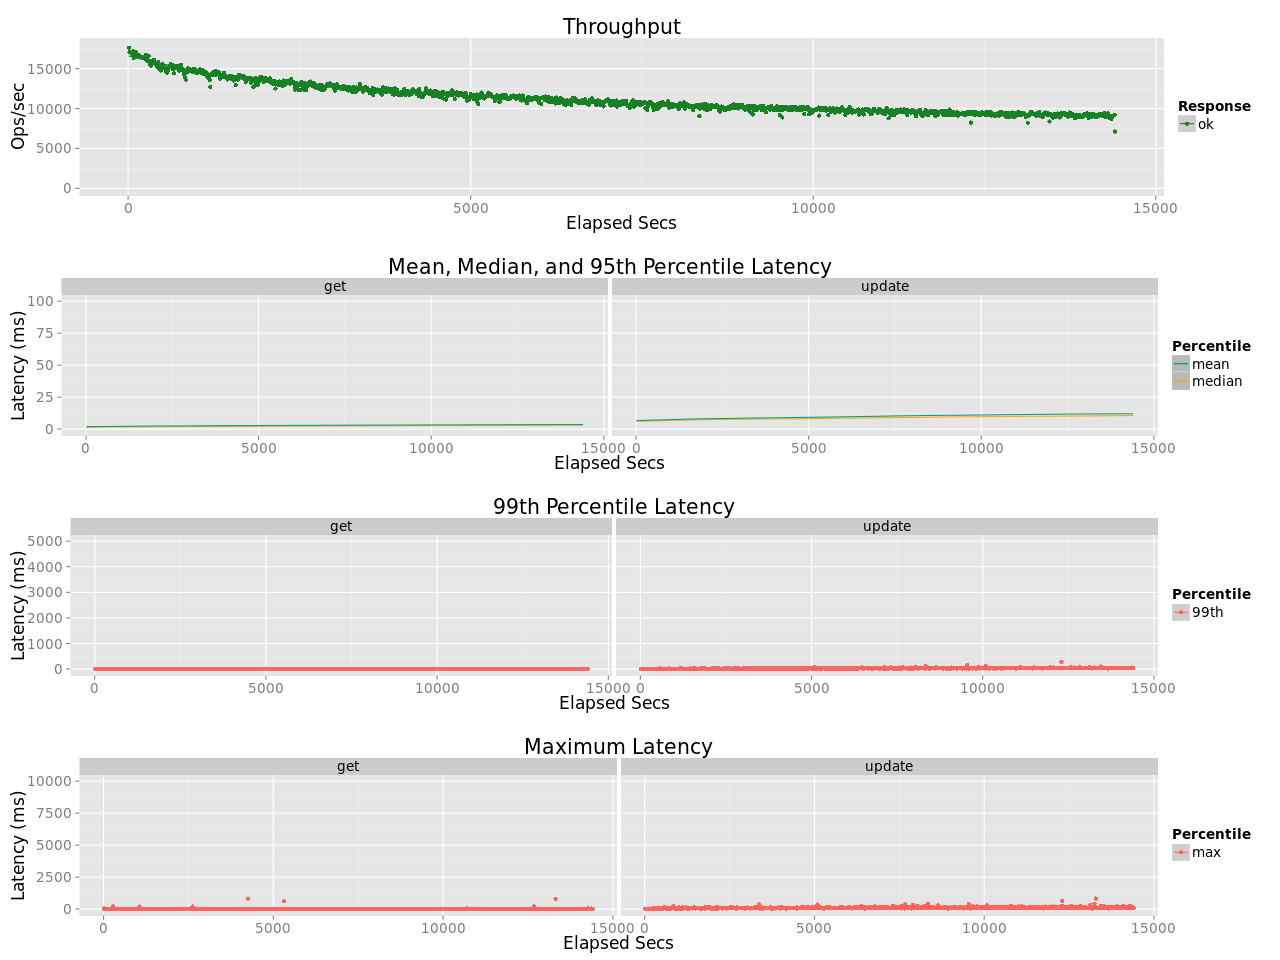 Throughput
Ops/sec
15000
10000
5000
0
0 5000 10000 15000
Elapsed Secs
Response
ok
Mean, Median, and 95th Percentile Latency
get update
Latency (ms)
100
75
50
25
0
0 5000 10000 15000 0 5000 10000 15000
Elapsed Secs
Percentile
mean
median
99th Percentile Latency
get update
Latency (ms)
5000
4000
3000
2000
1000
0
0 5000 10000 15000 0 5000 10000 15000
Elapsed Secs
Percentile
99th
Maximum Latency
get update
Latency (ms)
10000
7500
5000
2500
0
0 5000 10000 15000 0 5000 10000 15000
Elapsed Secs
Percentile
max